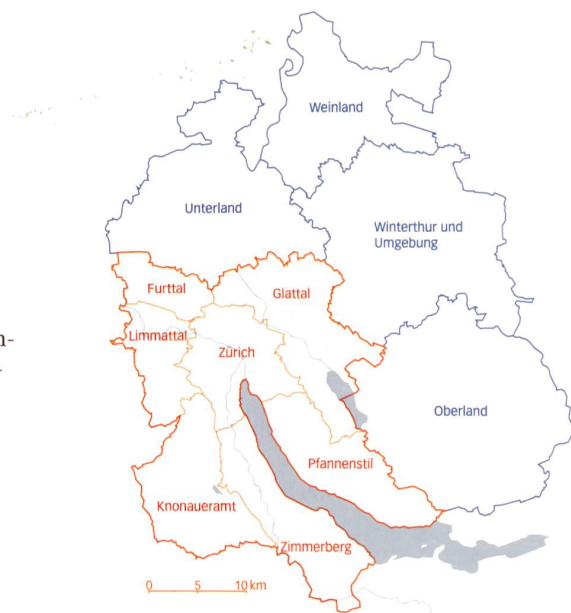 Weinland
Unterland
Winterthur und
Umgebung
Furttal
Glattal
Limmattal
Zürich
Oberland
Pfannenstil
Knonaueramt
Zimmerberg
0 5 10 km
n-